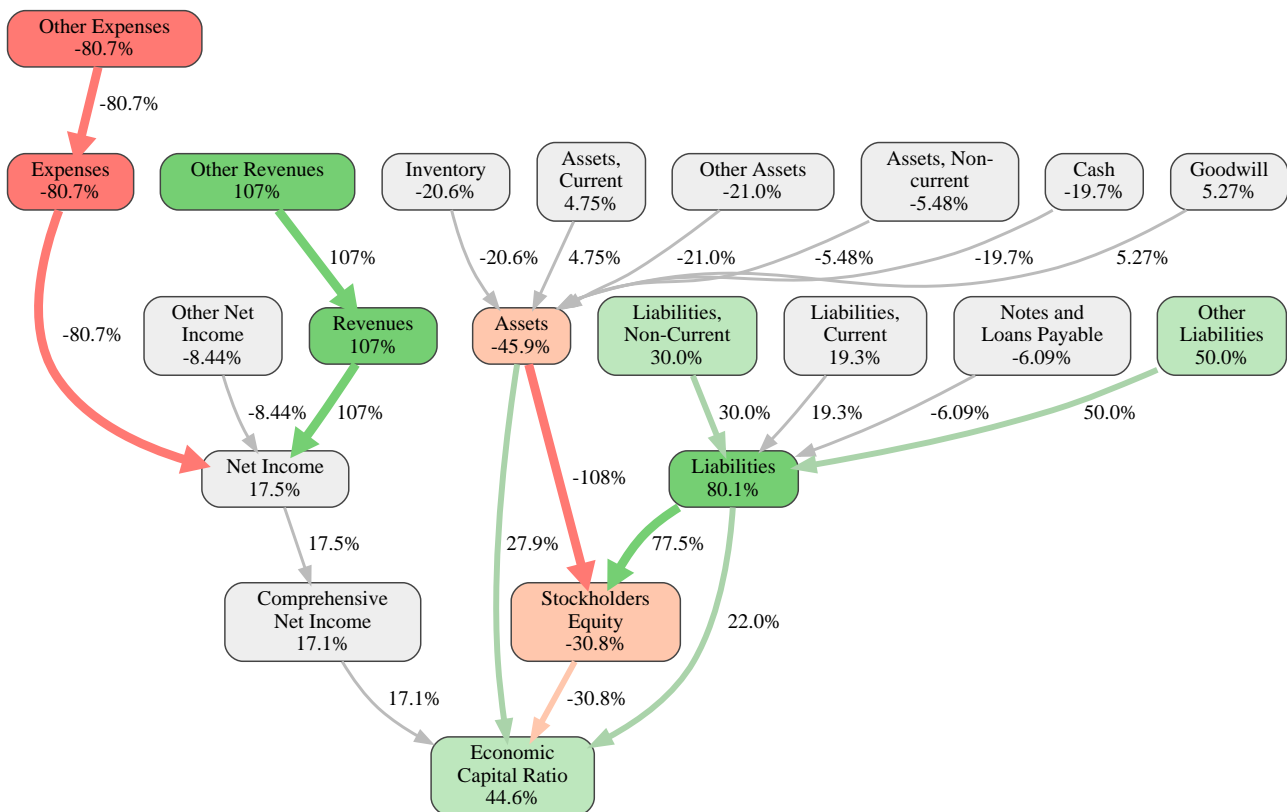 Other Expenses
-80.7%
-80.7%
Expenses
-80.7%
Other Revenues
107%
Inventory
-20.6%
Assets,
Current
4.75%
Other Assets
-21.0%
Assets, Non-
current
-5.48%
Cash
-19.7%
Goodwill
5.27%
107%
-20.6%
4.75%
-21.0%
-5.48%
-19.7%
5.27%
-80.7%
Other Net
Income
-8.44%
Revenues
107%
Assets
-45.9%
Liabilities,
Non-Current
30.0%
Liabilities,
Current
19.3%
Notes and
Loans Payable
-6.09%
Other
Liabilities
50.0%
-8.44%
107%
30.0%
19.3%
-6.09%
50.0%
Net Income
17.5%
-108%
Liabilities
80.1%
17.5%
27.9%
77.5%
Comprehensive
Net Income
17.1%
Stockholders
Equity
-30.8%
22.0%
17.1%
-30.8%
Economic
Capital Ratio
44.6%